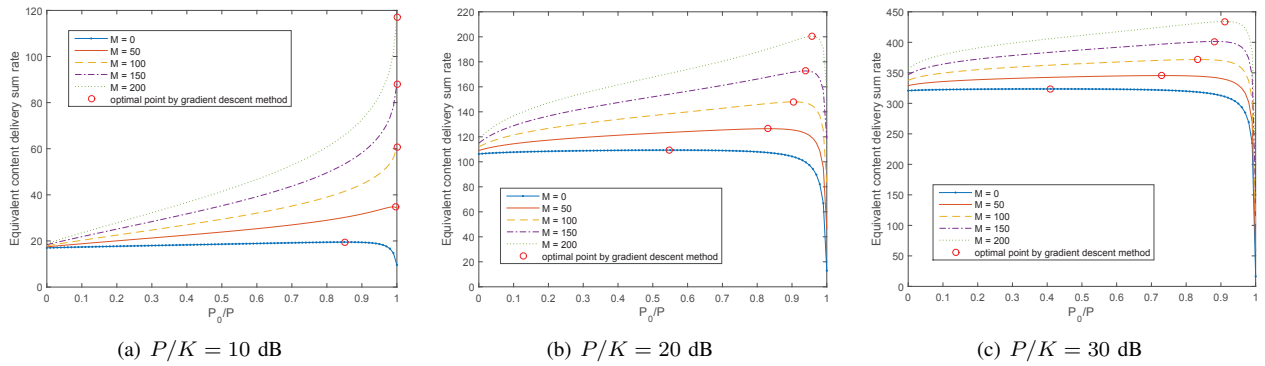 Equivalent content delivery sum rate
120
100
80
60
40
20
0
M = 0
M = 50
M = 100
M = 150
M = 200
optimal point by gradient descent method
0 0.1 0.2 0.3 0.4 0.5 0.6 0.7 0.8 0.9 1
P0/P
(a) P/K = 10 dB
Equivalent content delivery sum rate
220
200
180
160
140
120
100
80
60
40
20
0
M = 0
M = 50
M = 100
M = 150
M = 200
optimal point by gradient descent method
0 0.1 0.2 0.3 0.4 0.5 0.6 0.7 0.8 0.9 1
P0/P
(b) P/K = 20 dB
Equivalent content delivery sum rate
450
400
350
300
250
200
150
100
50
0
M = 0
M = 50
M = 100
M = 150
M = 200
optimal point by gradient descent method
0 0.1 0.2 0.3 0.4 0.5 0.6 0.7 0.8 0.9 1
P0/P
(c) P/K = 30 dB